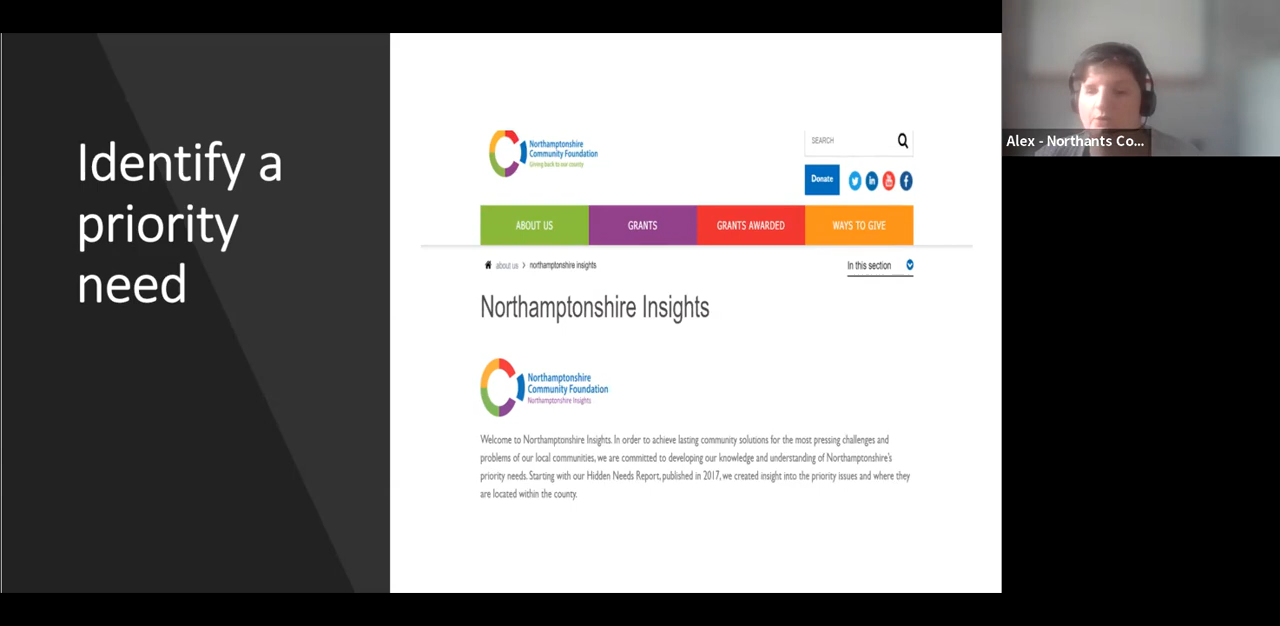 Identify a
priority
need
Northamptonshire
Community Foundation
Giving back to our county
SEARCH
Donate
ABOUT US
GRANTS
GRANTS AWARDED
WAYS TO GIVE
about us > northamptonshire insights
In this section
Northamptonshire Insights
Northamptonshire
Community Foundation
Northamptonshire Insights
Welcome to Northamptonshire Insights. In order to achieve lasting community solutions for the most pressing challenges and
problems of our local communities, we are committed to developing our knowledge and understanding of Northamptonshire's
priority needs. Starting with our Hidden Needs Report, published in 2017, we created insight into the priority issues and where they
are located within the county.
Alex - Northants Co...